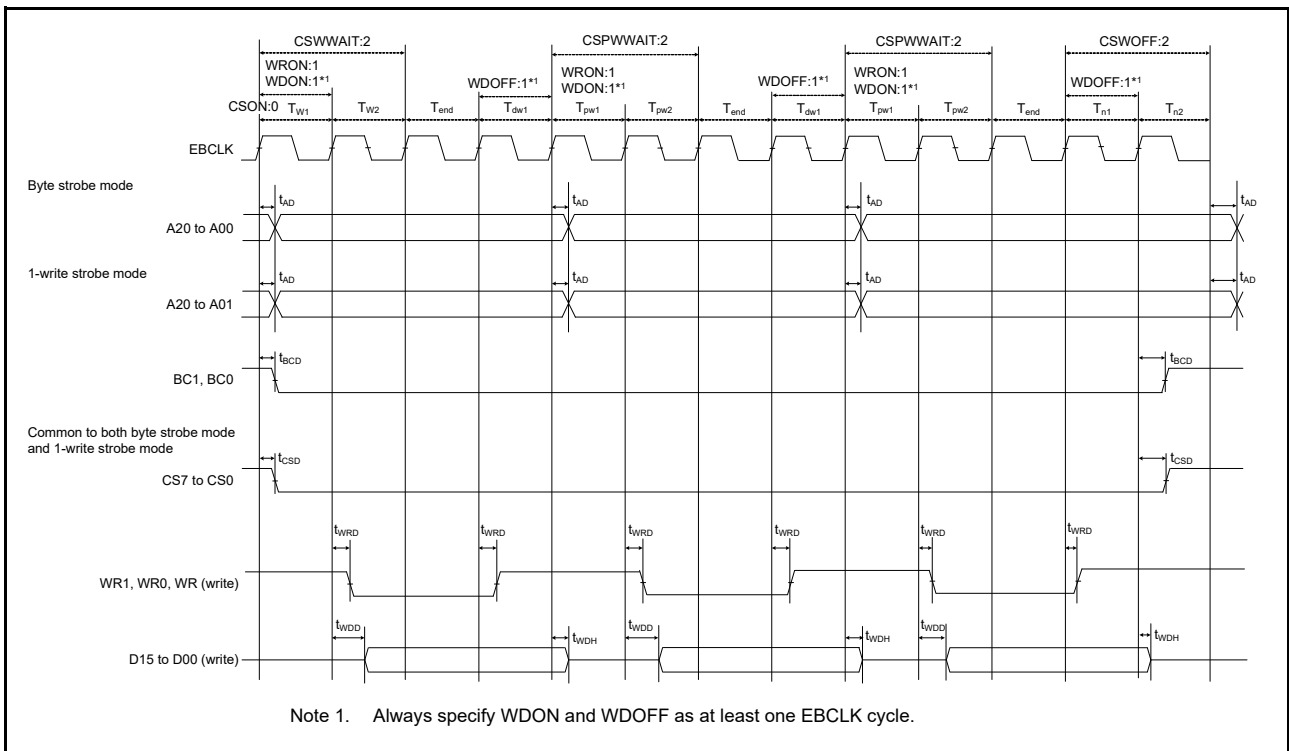 CSWWAIT:2 CSPWWAIT:2 CSPWWAIT:2 CSWOFF:2
WRON:1 WRON:1 WRON:1
WDON:1*1 WDOFF:1*1 WDON:1*1 WDOFF:1*1 WDON:1*1 WDOFF:1*1
CSON:0 TW1 TW2 Tend Tdw1 Tpw1 Tpw2 Tend Tdw1 Tpw1 Tpw2 Tend Tn1 Tn2
EBCLK
Byte strobe mode
tAD tAD tAD tAD
A20 to A00
1-write strobe mode
tAD tAD tAD tAD
A20 to A01
tBCD tBCD
BC1, BC0
Common to both byte strobe mode
and 1-write strobe mode
tCSD tCSD
CS7 to CS0
tWRD tWRD tWRD tWRD tWRD tWRD
WR1, WR0, WR (write)
tWDD tWDH tWDD tWDH tWDD tWDH
D15 to D00 (write)
Note 1. Always specify WDON and WDOFF as at least one EBCLK cycle.